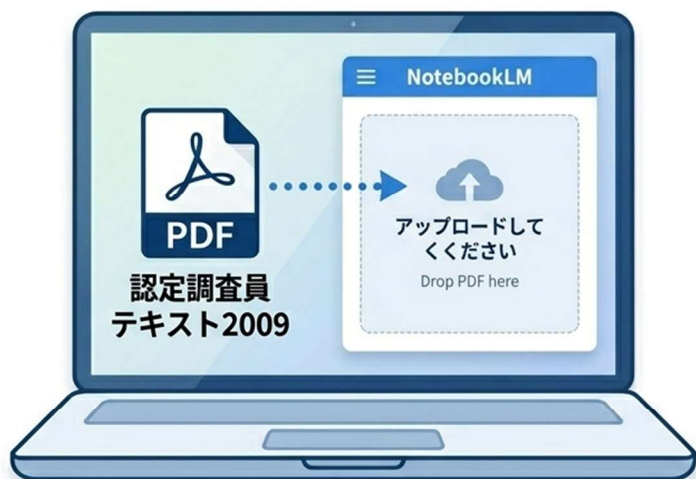 NotebookLM
PDF
認定調査員
テキスト2009
アップロードして
くください
Drop PDF here